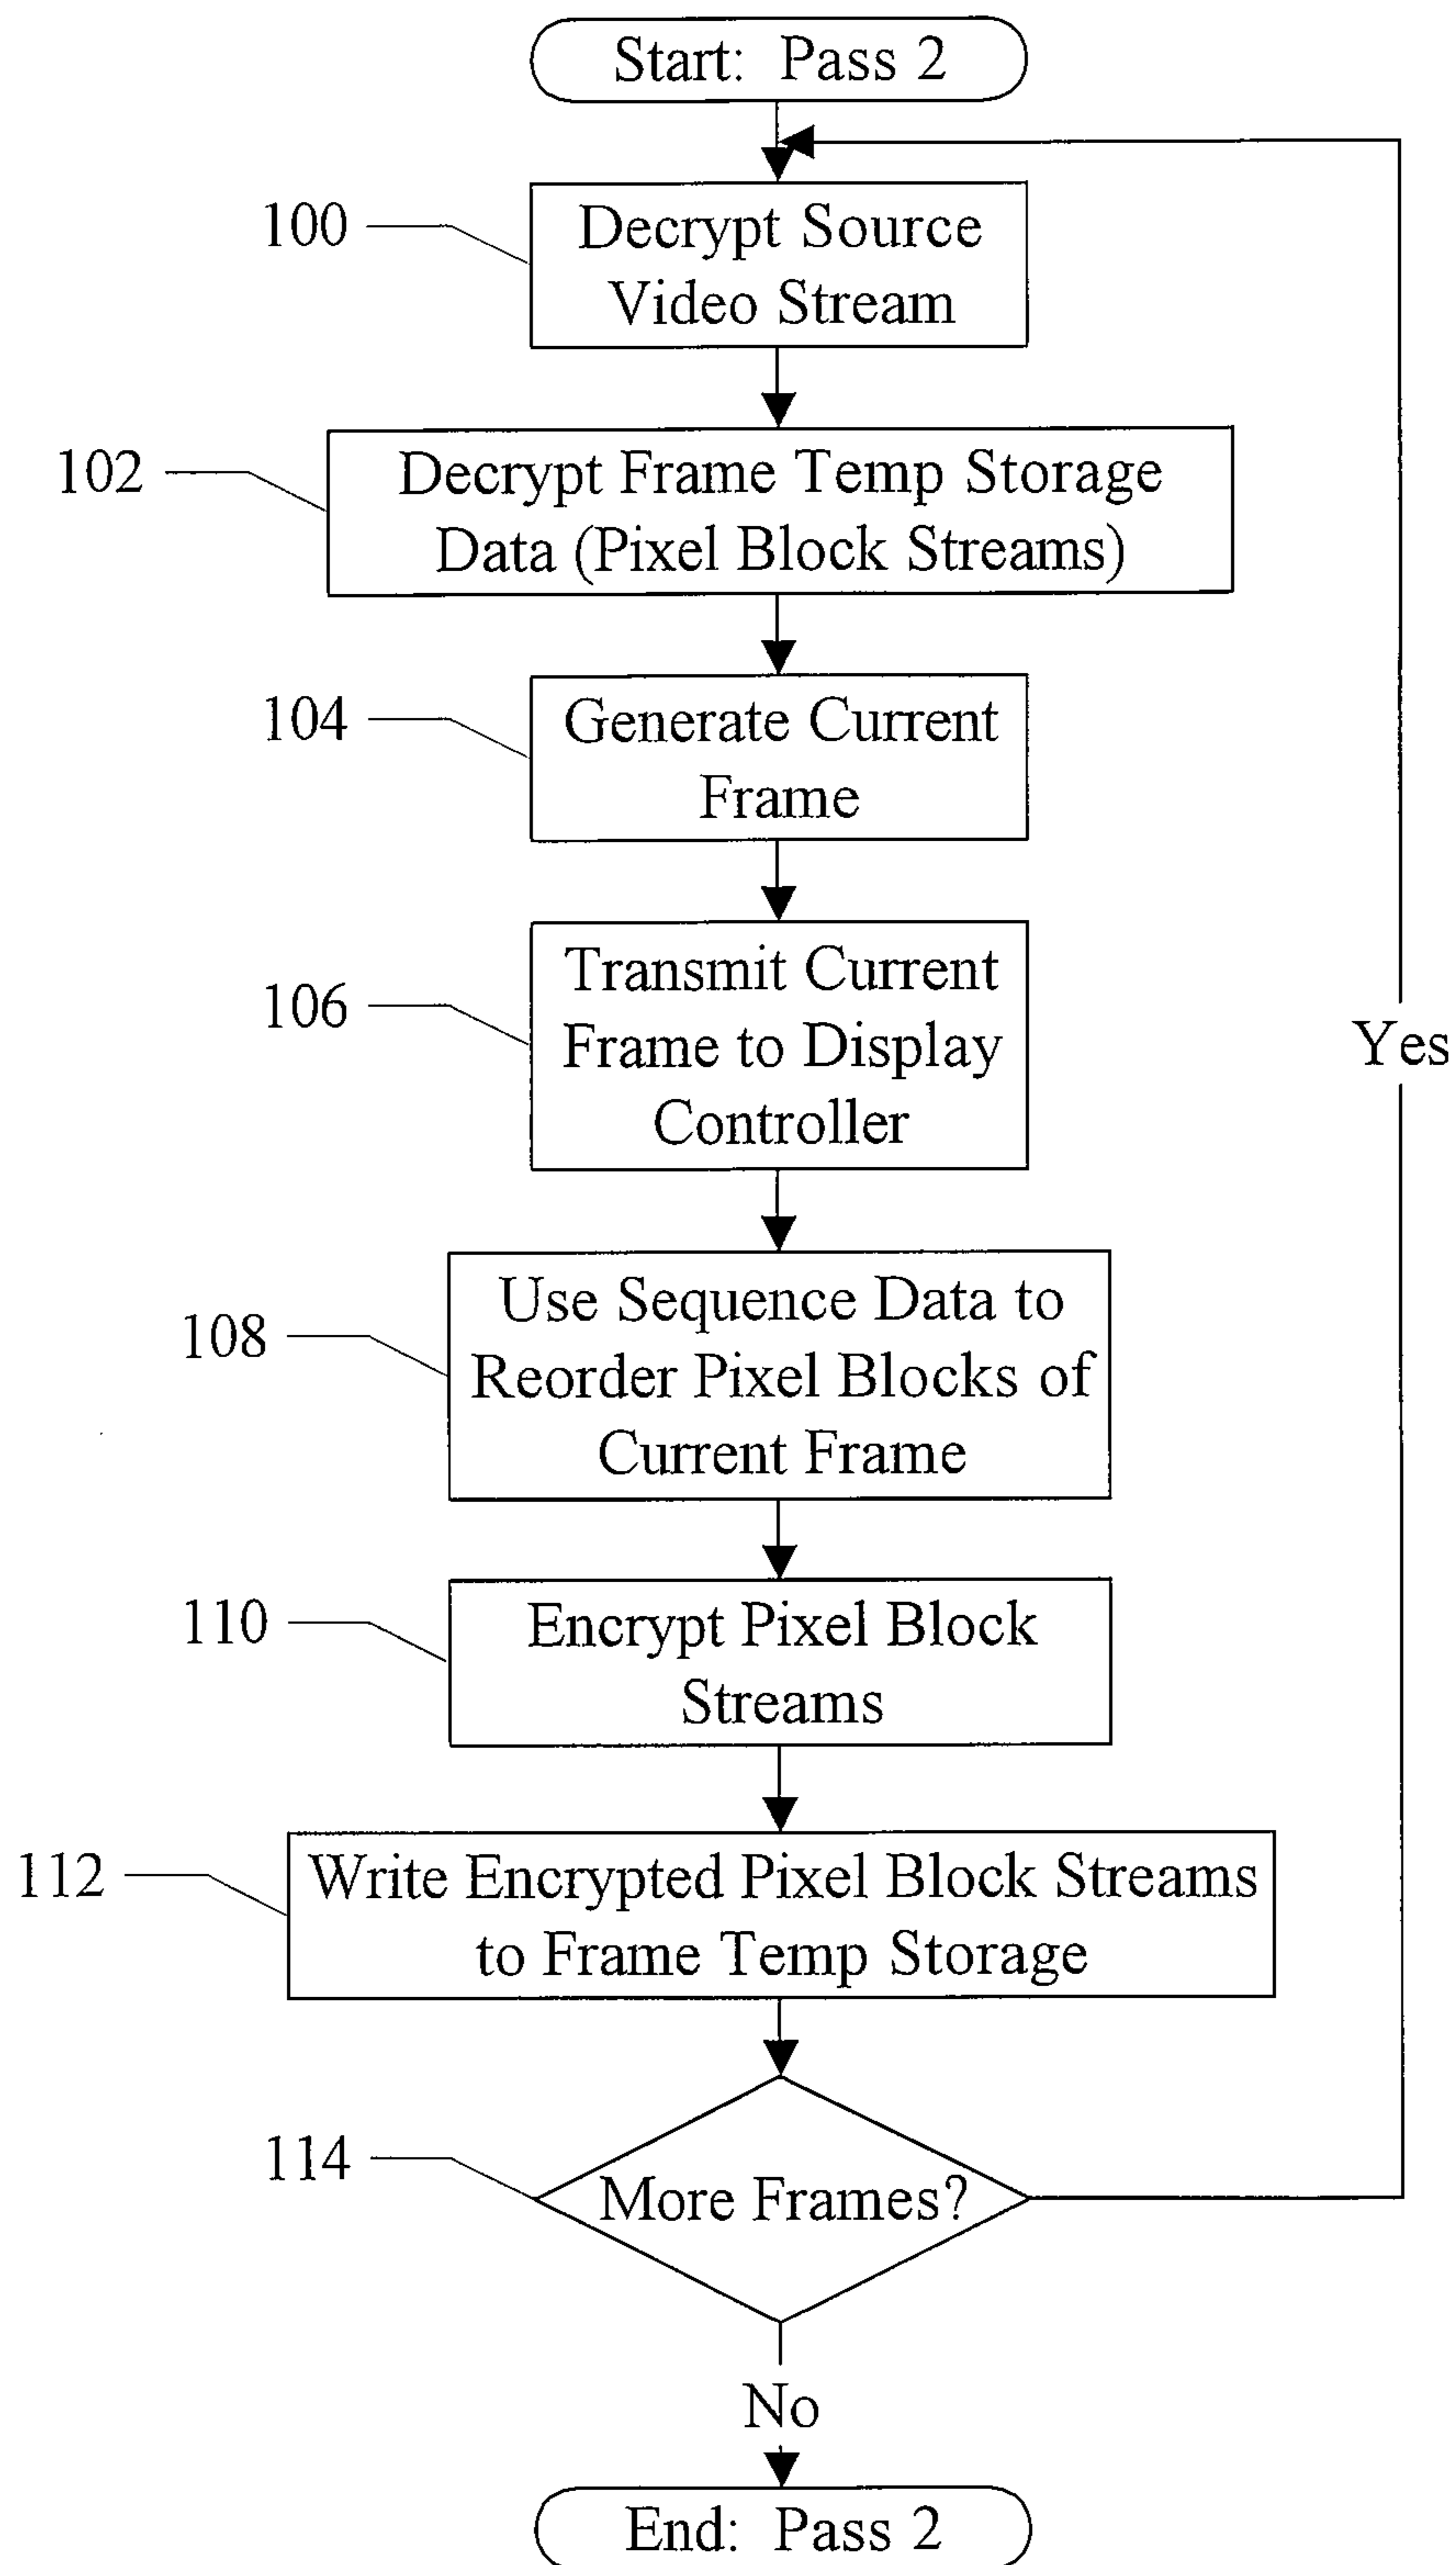 Start: Pass 2
100
Decrypt Source
Video Stream
102
Decrypt Frame Temp Storage
Data (Pixel Block Streams)
104
Generate Current
Frame
106
Transmit Current
Frame to Display
Controller
Yes
108
Use Sequence Data to
Reorder Pixel Blocks of
Current Frame
110
Encrypt Pixel Block
Streams
112
Write Encrypted Pixel Block Streams
to Frame Temp Storage
114
More Frames?
No
End: Pass 2